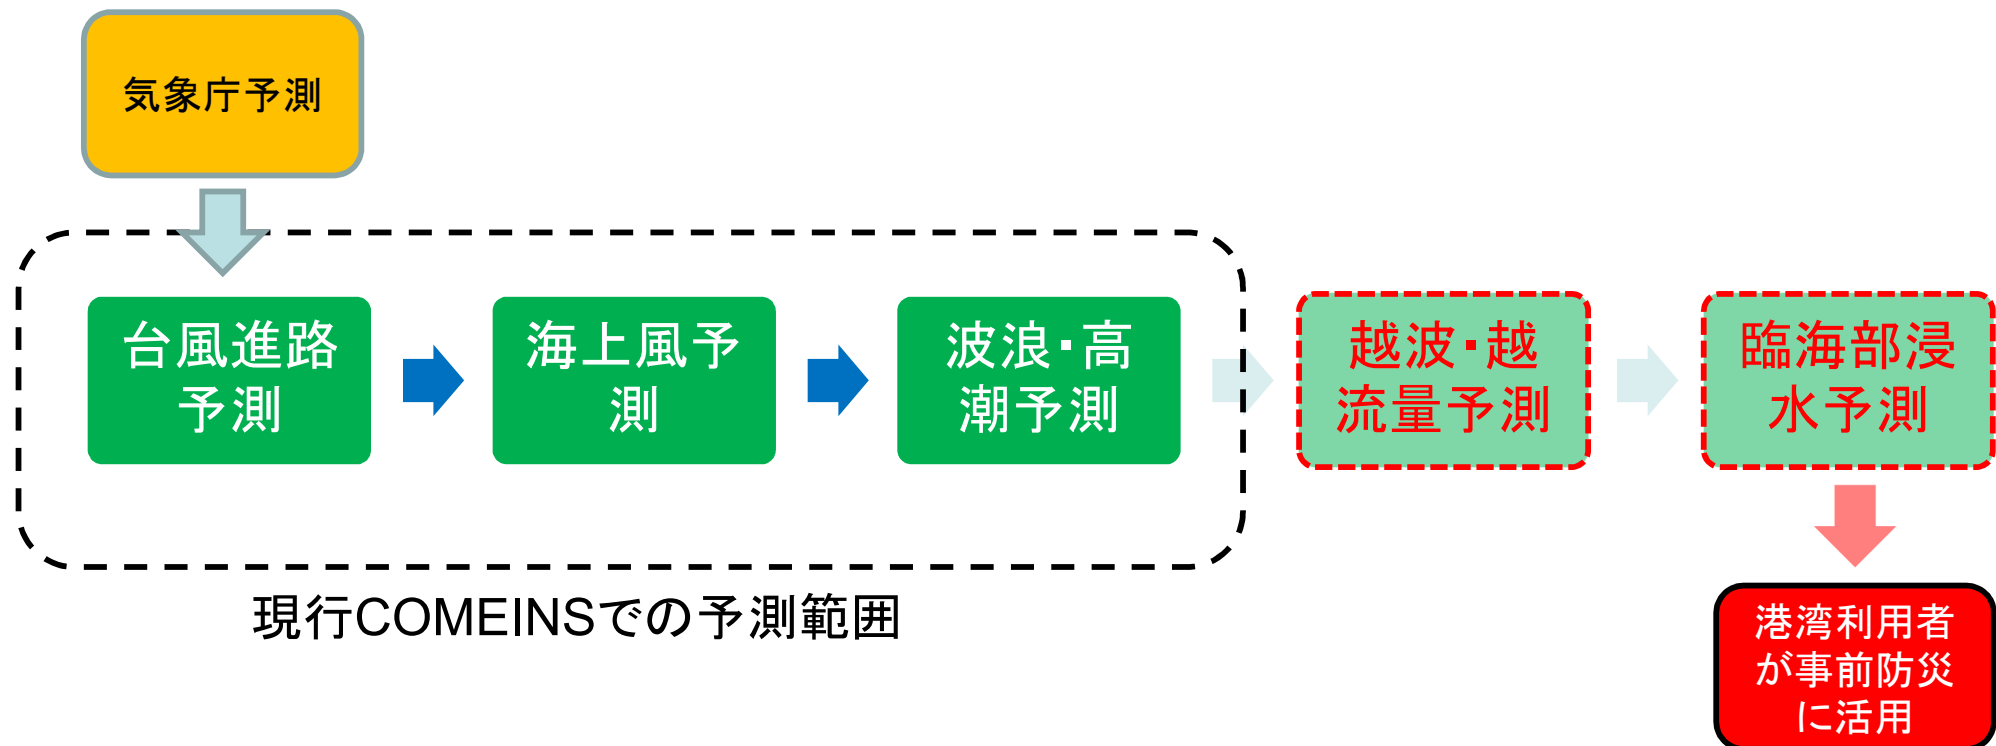 気象庁予測
台風進路
予測
海上風予
測
波浪・高
潮予測
越波・越
流量予測
臨海部浸
水予測
現行COMEINSでの予測範囲
港湾利用者
が事前防災
に活用